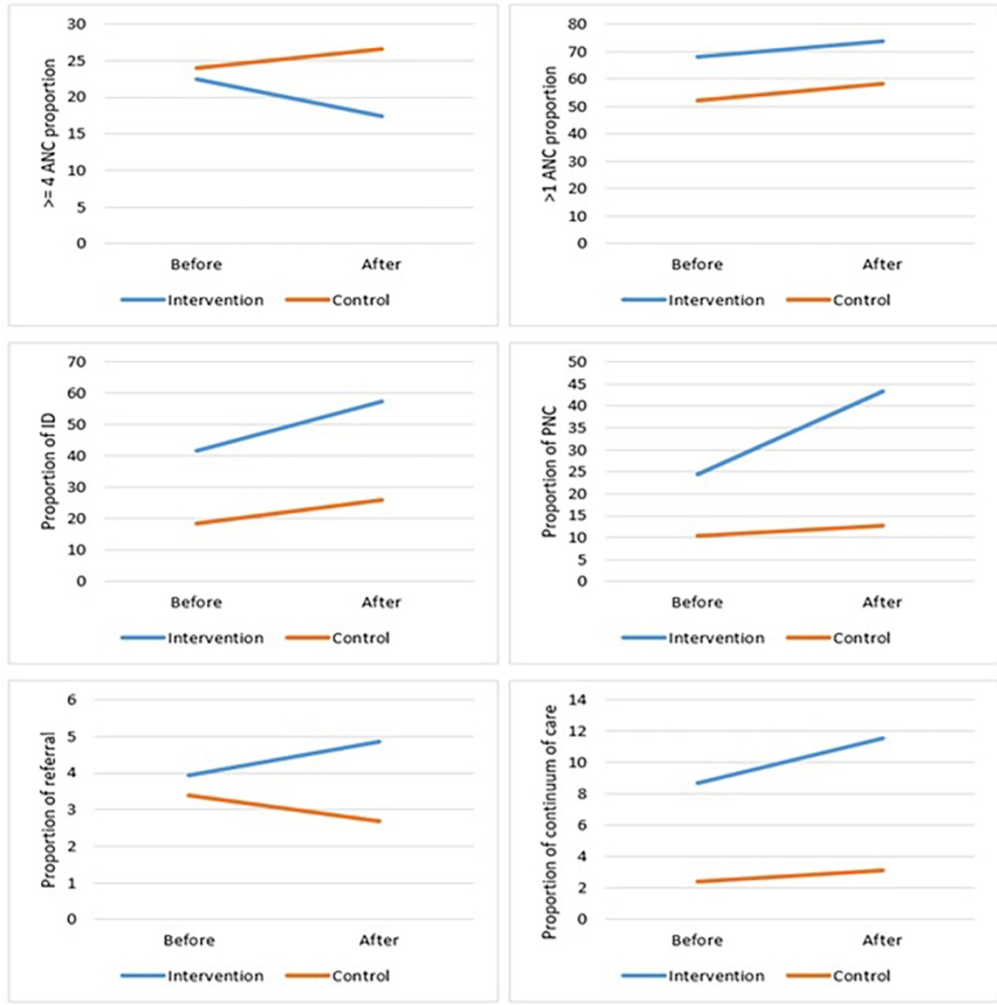 >= 4 ANC proportion
30
25
20
15
10
5
0
Before After
Intervention Control
>1 ANC proportion
80
70
60
50
40
30
20
10
0
Before After
Intervention Control
Proportion of ID
70
60
50
40
30
20
10
0
Before After
Intervention Control
Proportion of PNC
50
45
40
35
30
25
20
15
10
5
0
Before After
Intervention Control
Proportion of referral
6
5
4
3
2
1
0
Before After
Intervention Control
Proportion of continuum of care
14
12
10
8
6
4
2
0
Before After
Intervention Control